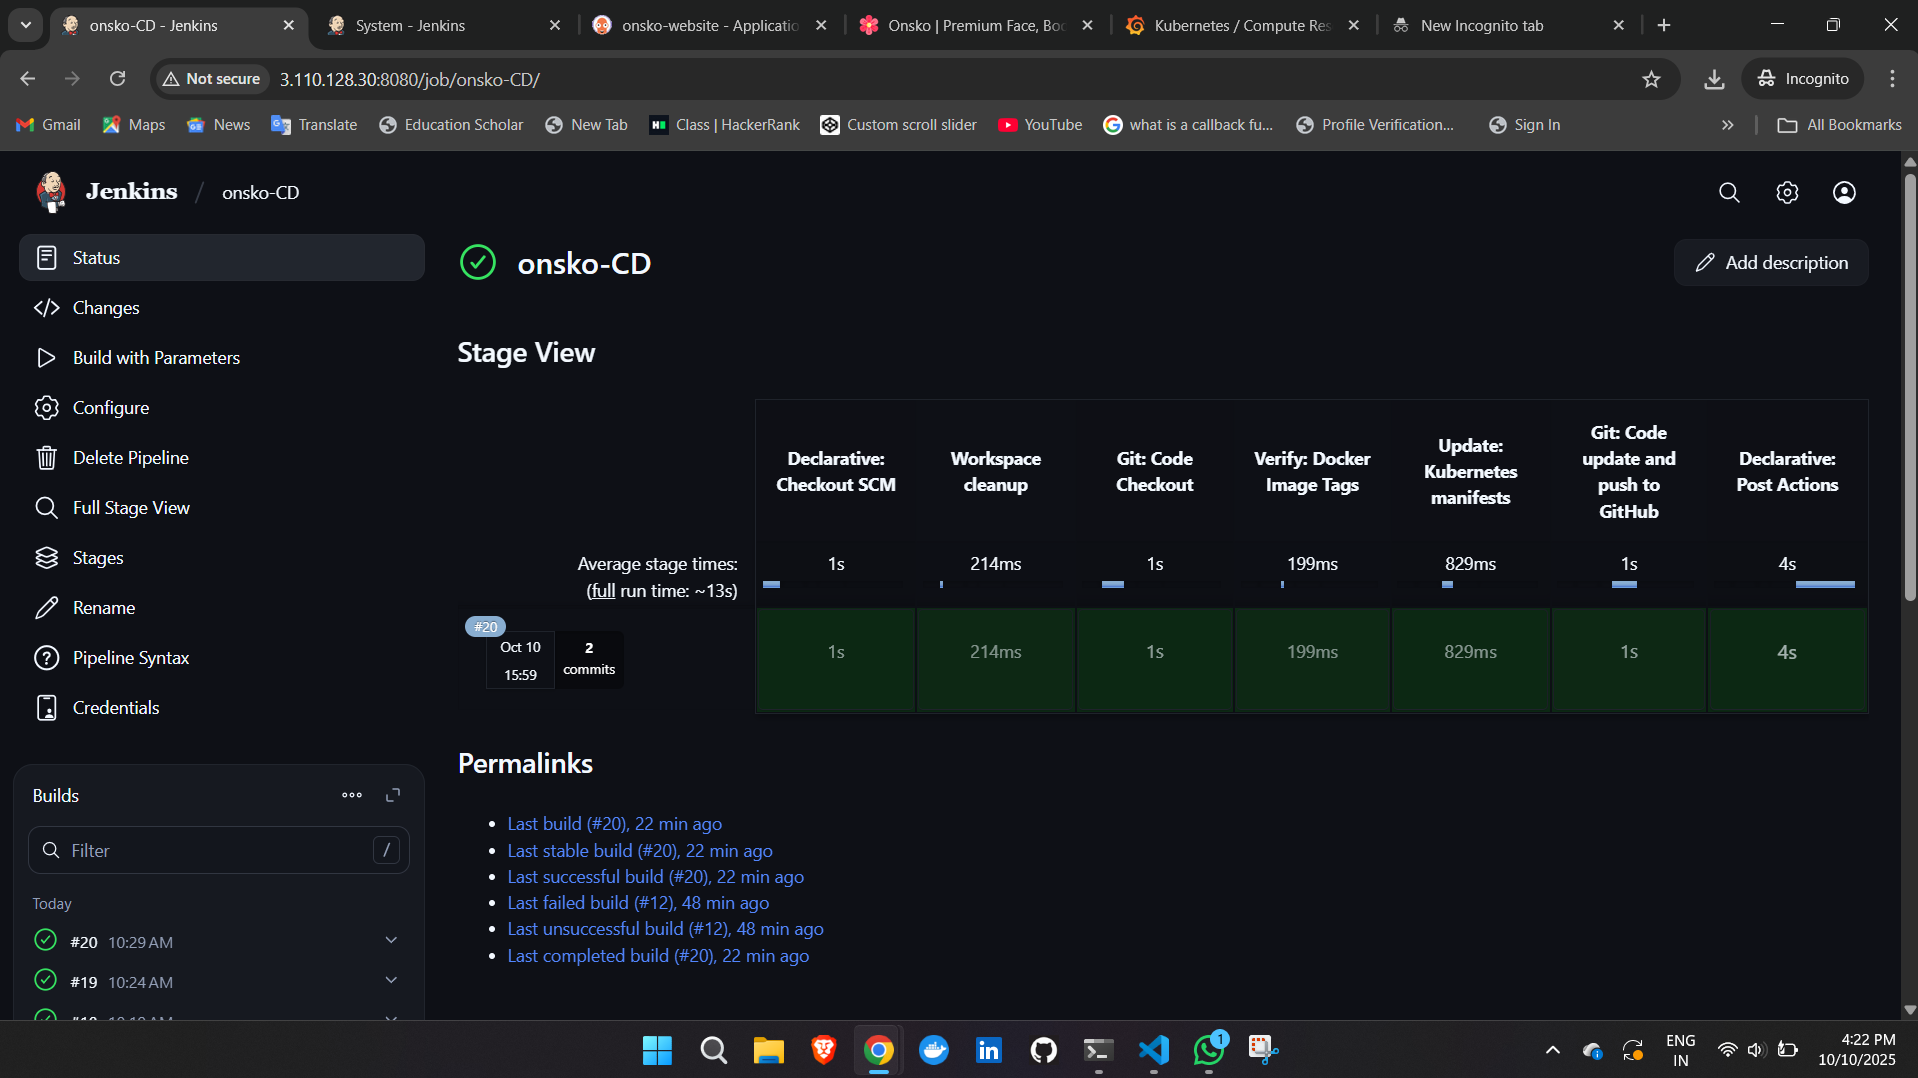 onsko-CD - Jenkins
System - Jenkins
onsko-website - Applicatio
Onsko | Premium Face, Bod
Kubernetes / Compute Res
New Incognito tab
Not secure
3.110.128.30:8080/job/onsko-CD/
Incognito
Gmail
Maps
News
Translate
Education Scholar
New Tab
Class | HackerRank
Custom scroll slider
YouTube
what is a callback fu...
Profile Verification...
Sign In
All Bookmarks
Jenkins / onsko-CD
Status
Changes
Build with Parameters
Configure
Delete Pipeline
Full Stage View
Stages
Rename
Pipeline Syntax
Credentials
Builds
Filter
/
Today
#20 10:29 AM
#19 10:24 AM
onsko-CD
Add description
Stage View
Declarative:
Checkout SCM
Workspace
cleanup
Git: Code
Checkout
Verify: Docker
Image Tags
Update:
Kubernetes
manifests
Git: Code
update and
push to
GitHub
Declarative:
Post Actions
Average stage times:
(full run time: ~13s)
1s
214ms
1s
199ms
829ms
1s
4s
#20
Oct 10
15:59
2
commits
1s
214ms
1s
199ms
829ms
1s
4s
Permalinks
Last build (#20), 22 min ago
Last stable build (#20), 22 min ago
Last successful build (#20), 22 min ago
Last failed build (#12), 48 min ago
Last unsuccessful build (#12), 48 min ago
Last completed build (#20), 22 min ago
1
ENG
IN
4:22 PM
10/10/2025